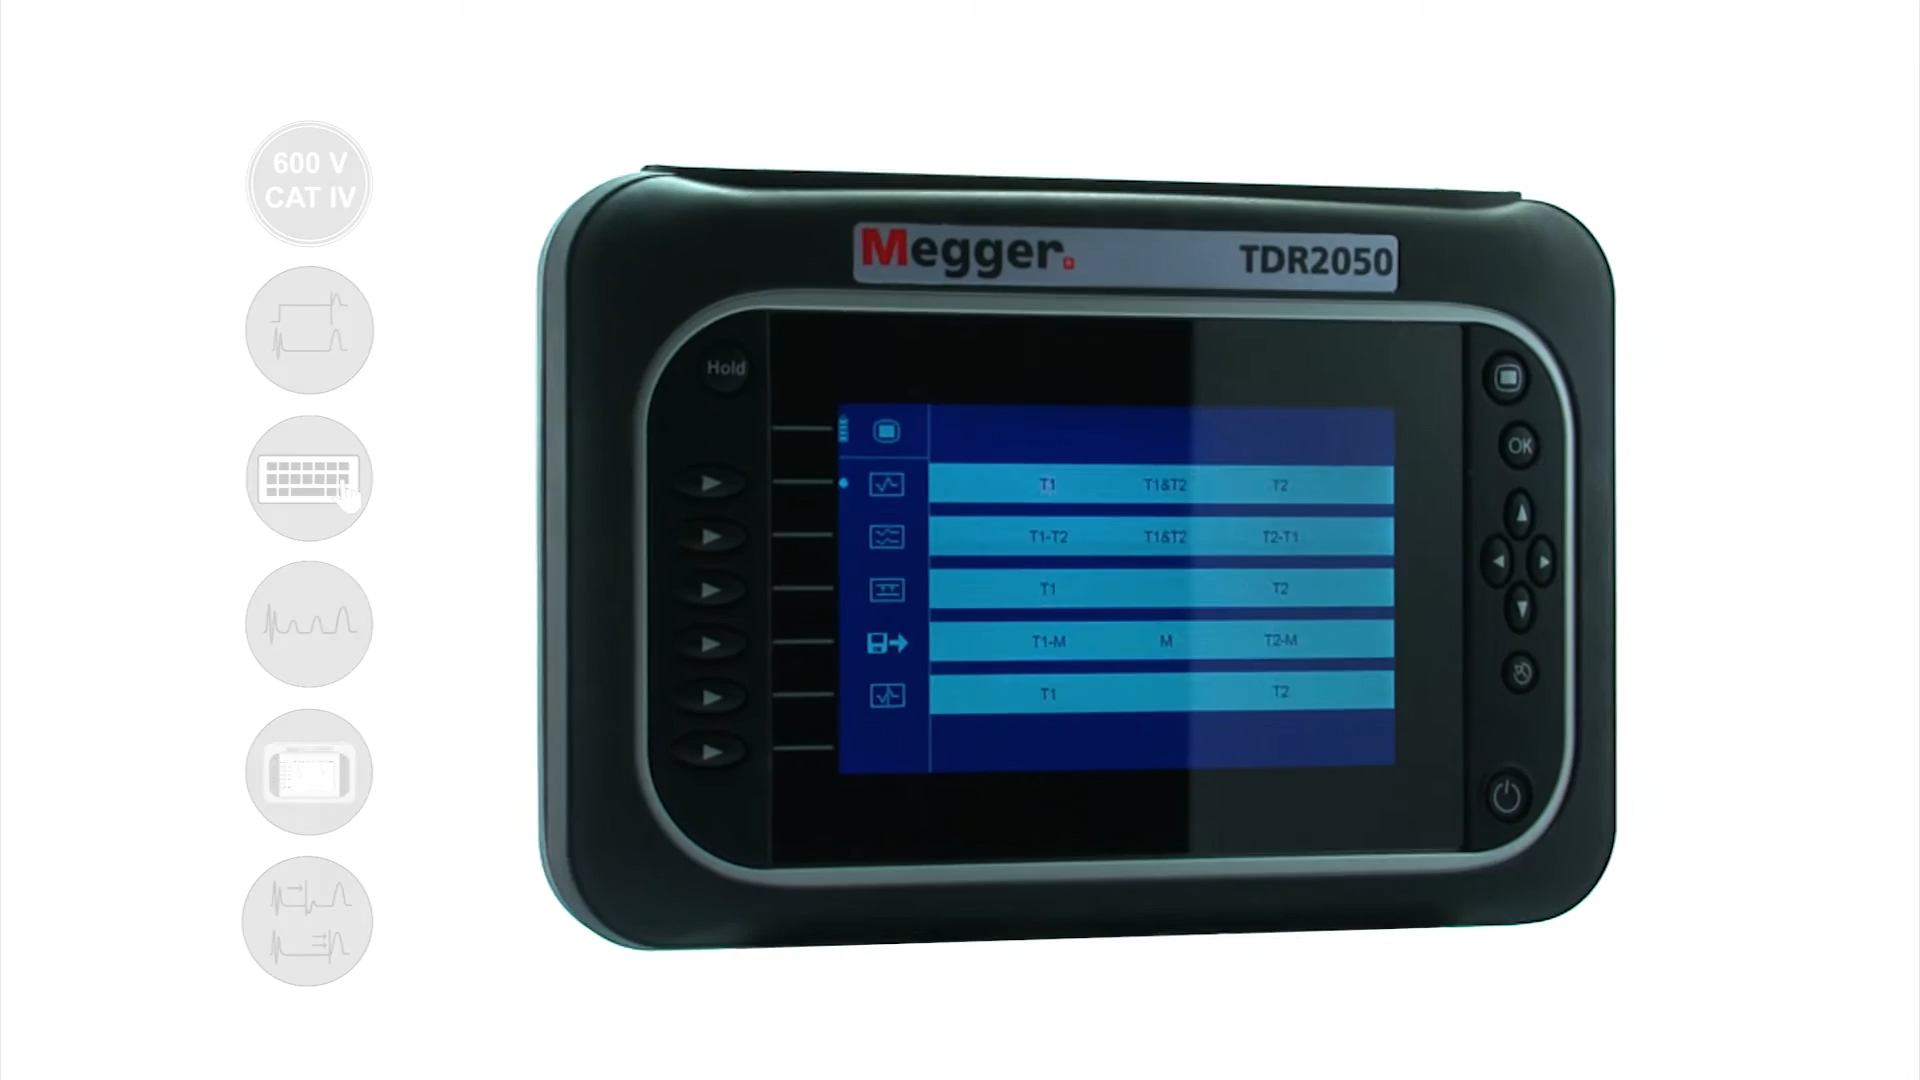 600 V
CAT IV
Megger.
TDR2050
Hold
OK
T1 T1&T2 T2
T1-T2 T1&T2 T2-T1
T1 T2
T1-M M T2-M
T1 T2